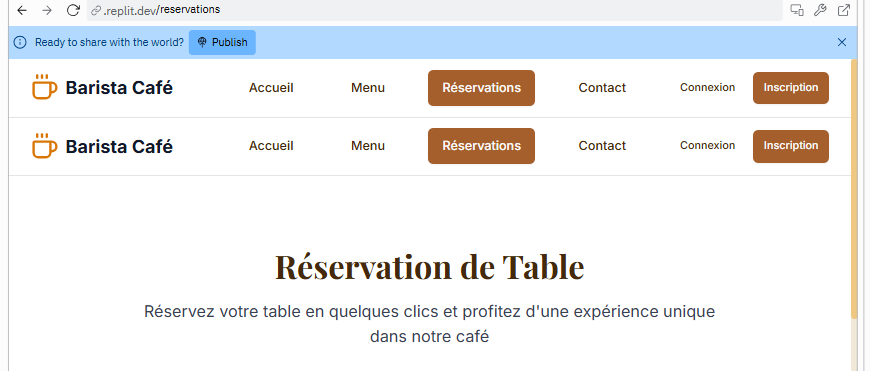 .replit.dev/reservations
Ready to share with the world? Publish
Barista Café Accueil Menu Réservations Contact Connexion Inscription
Barista Café Accueil Menu Réservations Contact Connexion Inscription
Réservation de Table
Réservez votre table en quelques clics et profitez d'une expérience unique
dans notre café